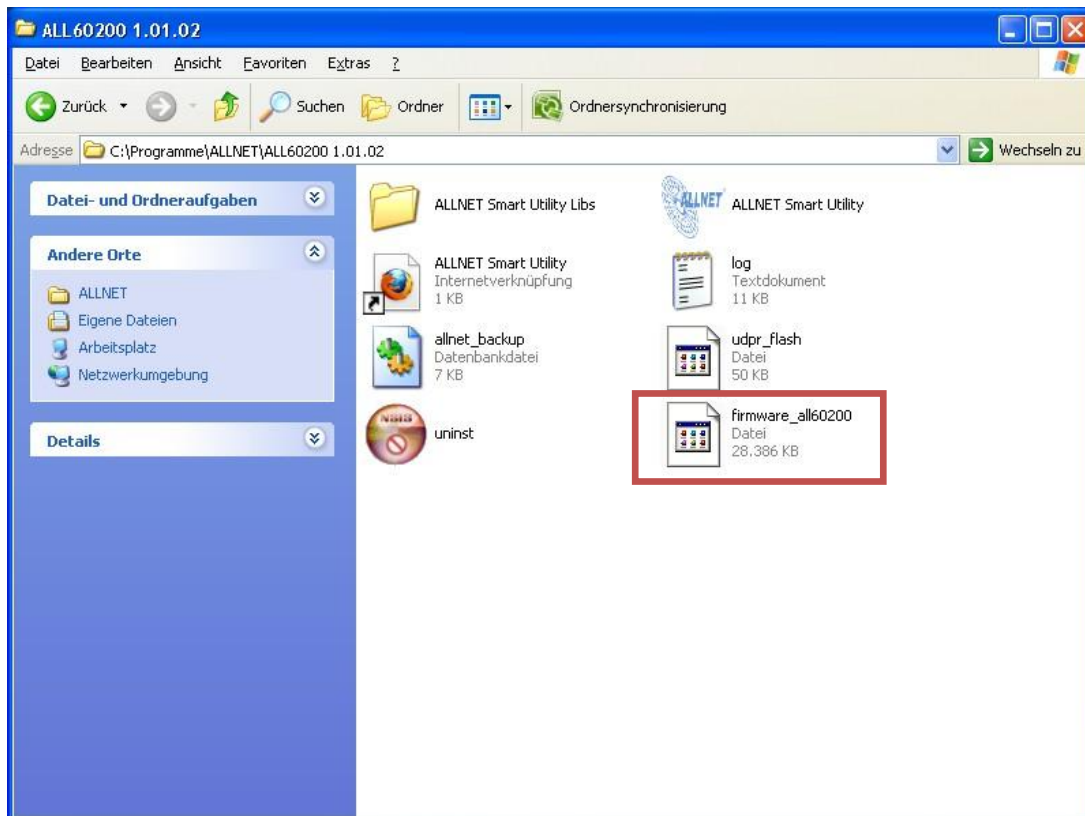 ALL60200 1.01.02
Datei Bearbeiten Ansicht Favoriten Extras ?
Zurück Suchen Ordner Ordnersynchronisierung
Adresse C:\Programme\ALLNET\ALL60200 1.01.02 Wechseln zu
Datei- und Ordneraufgaben
Andere Orte
ALLNET
Eigene Dateien
Arbeitsplatz
Netzwerkumgebung
Details
ALLNET Smart Utility Libs
ALLNET
ALLNET Smart Utility
ALLNET Smart Utility
Internetverknüpfung
1 KB
log
Textdokument
11 KB
allnet_backup
Datenbankdatei
7 KB
udpr_flash
Datei
50 KB
NSIS
uninst
firmware_all60200
Datei
28.386 KB